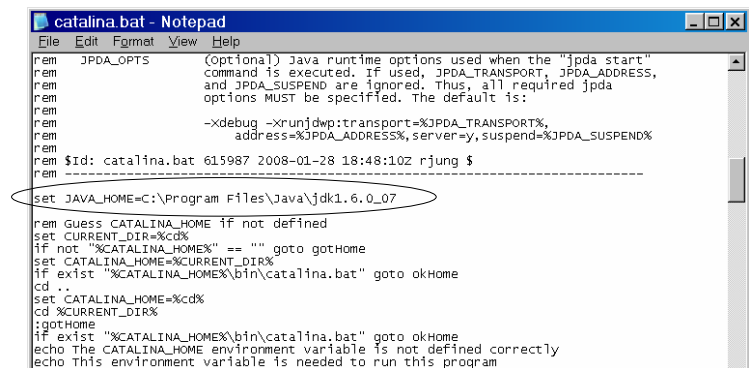 catalina.bat - Notepad
File Edit Format View Help
rem JPDA_OPTS (Optional) Java runtime options used when the "jpda start"
rem command is executed. If used, JPDA_TRANSPORT, JPDA_ADDRESS,
rem and JPDA_SUSPEND are ignored. Thus, all required jpda
rem options MUST be specified. The default is:
rem
rem -Xdebug -Xrunjdwp:transport=%JPDA_TRANSPORT%,
rem address=%JPDA_ADDRESS%,server=y,suspend=%JPDA_SUSPEND%
rem
rem $Id: catalina.bat 615987 2008-01-28 18:48:10Z rjung $
rem ---------------------------------------------------------------------------
set JAVA_HOME=C:\Program Files\Java\jdk1.6.0_07
rem Guess CATALINA_HOME if not defined
set CURRENT_DIR=%cd%
if not "%CATALINA_HOME%" == "" goto gotHome
set CATALINA_HOME=%CURRENT_DIR%
if exist "%CATALINA_HOME%\bin\catalina.bat" goto okHome
cd ..
set CATALINA_HOME=%cd%
cd %CURRENT_DIR%
:gotHome
if exist "%CATALINA_HOME%\bin\catalina.bat" goto okHome
echo The CATALINA_HOME environment variable is not defined correctly
echo This environment variable is needed to run this program